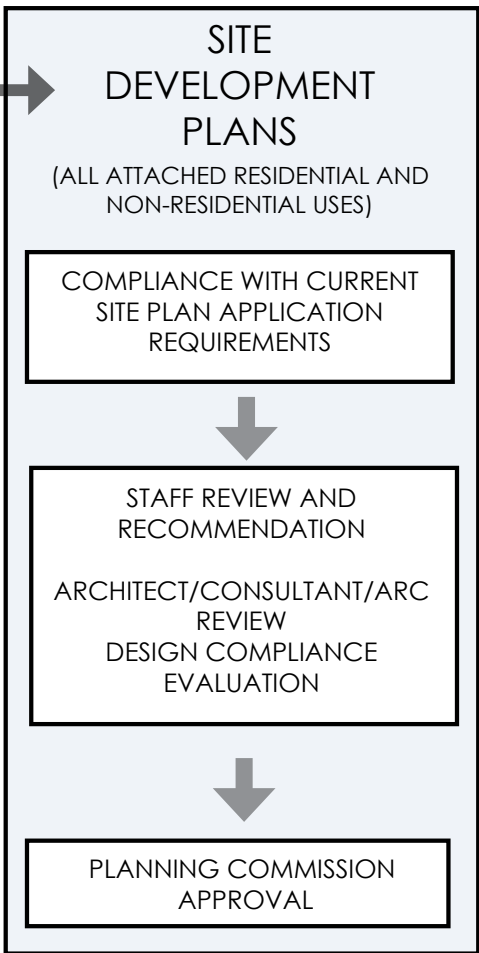 SITE
DEVELOPMENT
PLANS
(ALL ATTACHED RESIDENTIAL AND
NON-RESIDENTIAL USES)
COMPLIANCE WITH CURRENT
SITE PLAN APPLICATION
REQUIREMENTS
STAFF REVIEW AND
RECOMMENDATION
ARCHITECT/CONSULTANT/ARC
REVIEW
DESIGN COMPLIANCE
EVALUATION
PLANNING COMMISSION
APPROVAL